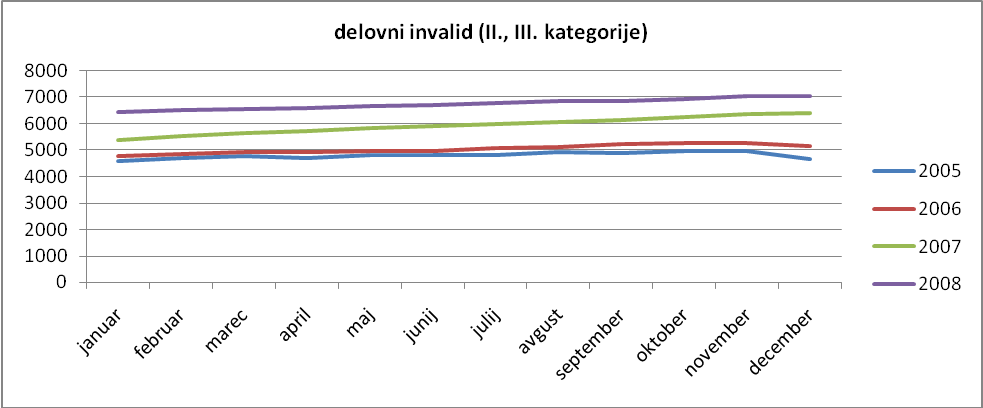 delovni invalid (II., III. kategorije)
8000
7000
6000
5000
4000
3000
2000
1000
0
januar
februar
marec
april
maj
junij
julij
avgust
september
oktober
november
december
2005
2006
2007
2008